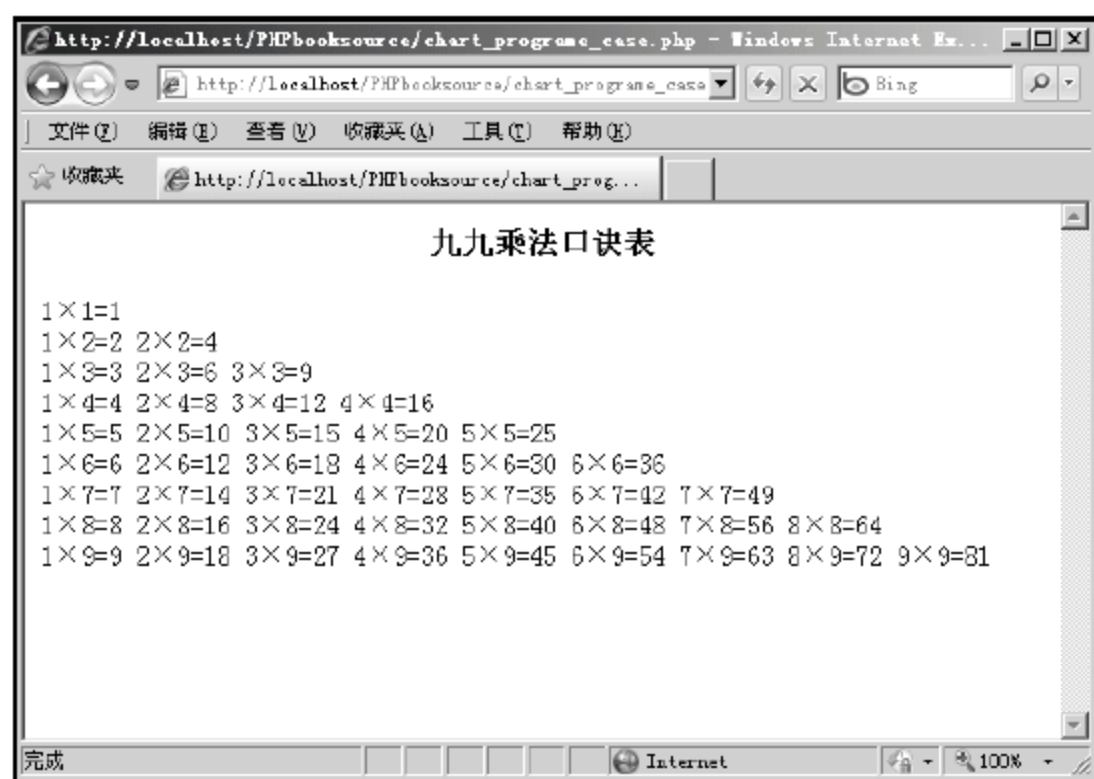 http://localhost/PHPbooksource/chart_programe_case.php - Windows Internet Ex...
http://localhost/PHPbooksource/chart_programe_case Bing
文件(F) 编辑(E) 查看(V) 收藏夹(A) 工具(T) 帮助(H)
收藏夹 http://localhost/PHPbooksource/chart_prog...
九九乘法口诀表
1×1=1
1×2=2 2×2=4
1×3=3 2×3=6 3×3=9
1×4=4 2×4=8 3×4=12 4×4=16
1×5=5 2×5=10 3×5=15 4×5=20 5×5=25
1×6=6 2×6=12 3×6=18 4×6=24 5×6=30 6×6=36
1×7=7 2×7=14 3×7=21 4×7=28 5×7=35 6×7=42 7×7=49
1×8=8 2×8=16 3×8=24 4×8=32 5×8=40 6×8=48 7×8=56 8×8=64
1×9=9 2×9=18 3×9=27 4×9=36 5×9=45 6×9=54 7×9=63 8×9=72 9×9=81
完成 Internet 100%